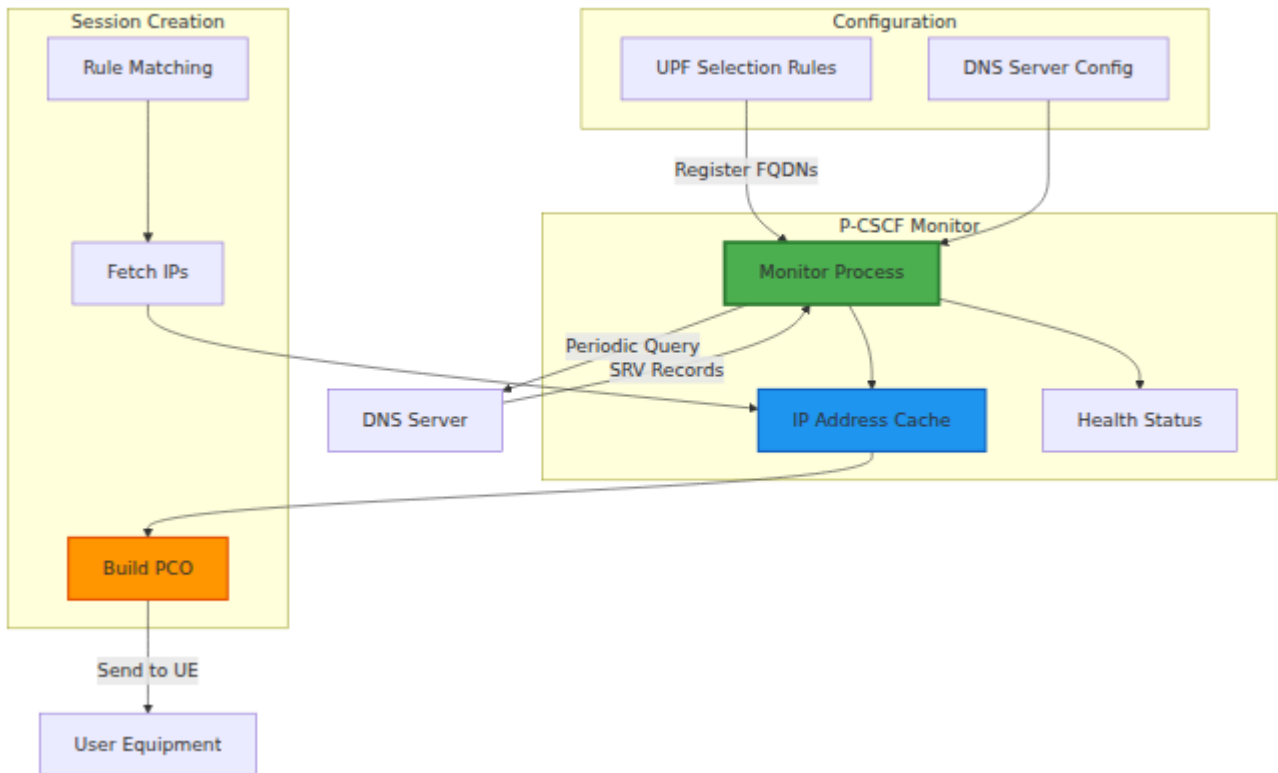 Session Creation
Configuration
Rule Matching
UPF Selection Rules
DNS Server Config
Register FQDNs
P-CSCF Monitor
Fetch IPs
Monitor Process
Periodic Query
SRV Records
DNS Server
IP Address Cache
Health Status
Build PCO
Send to UE
User Equipment